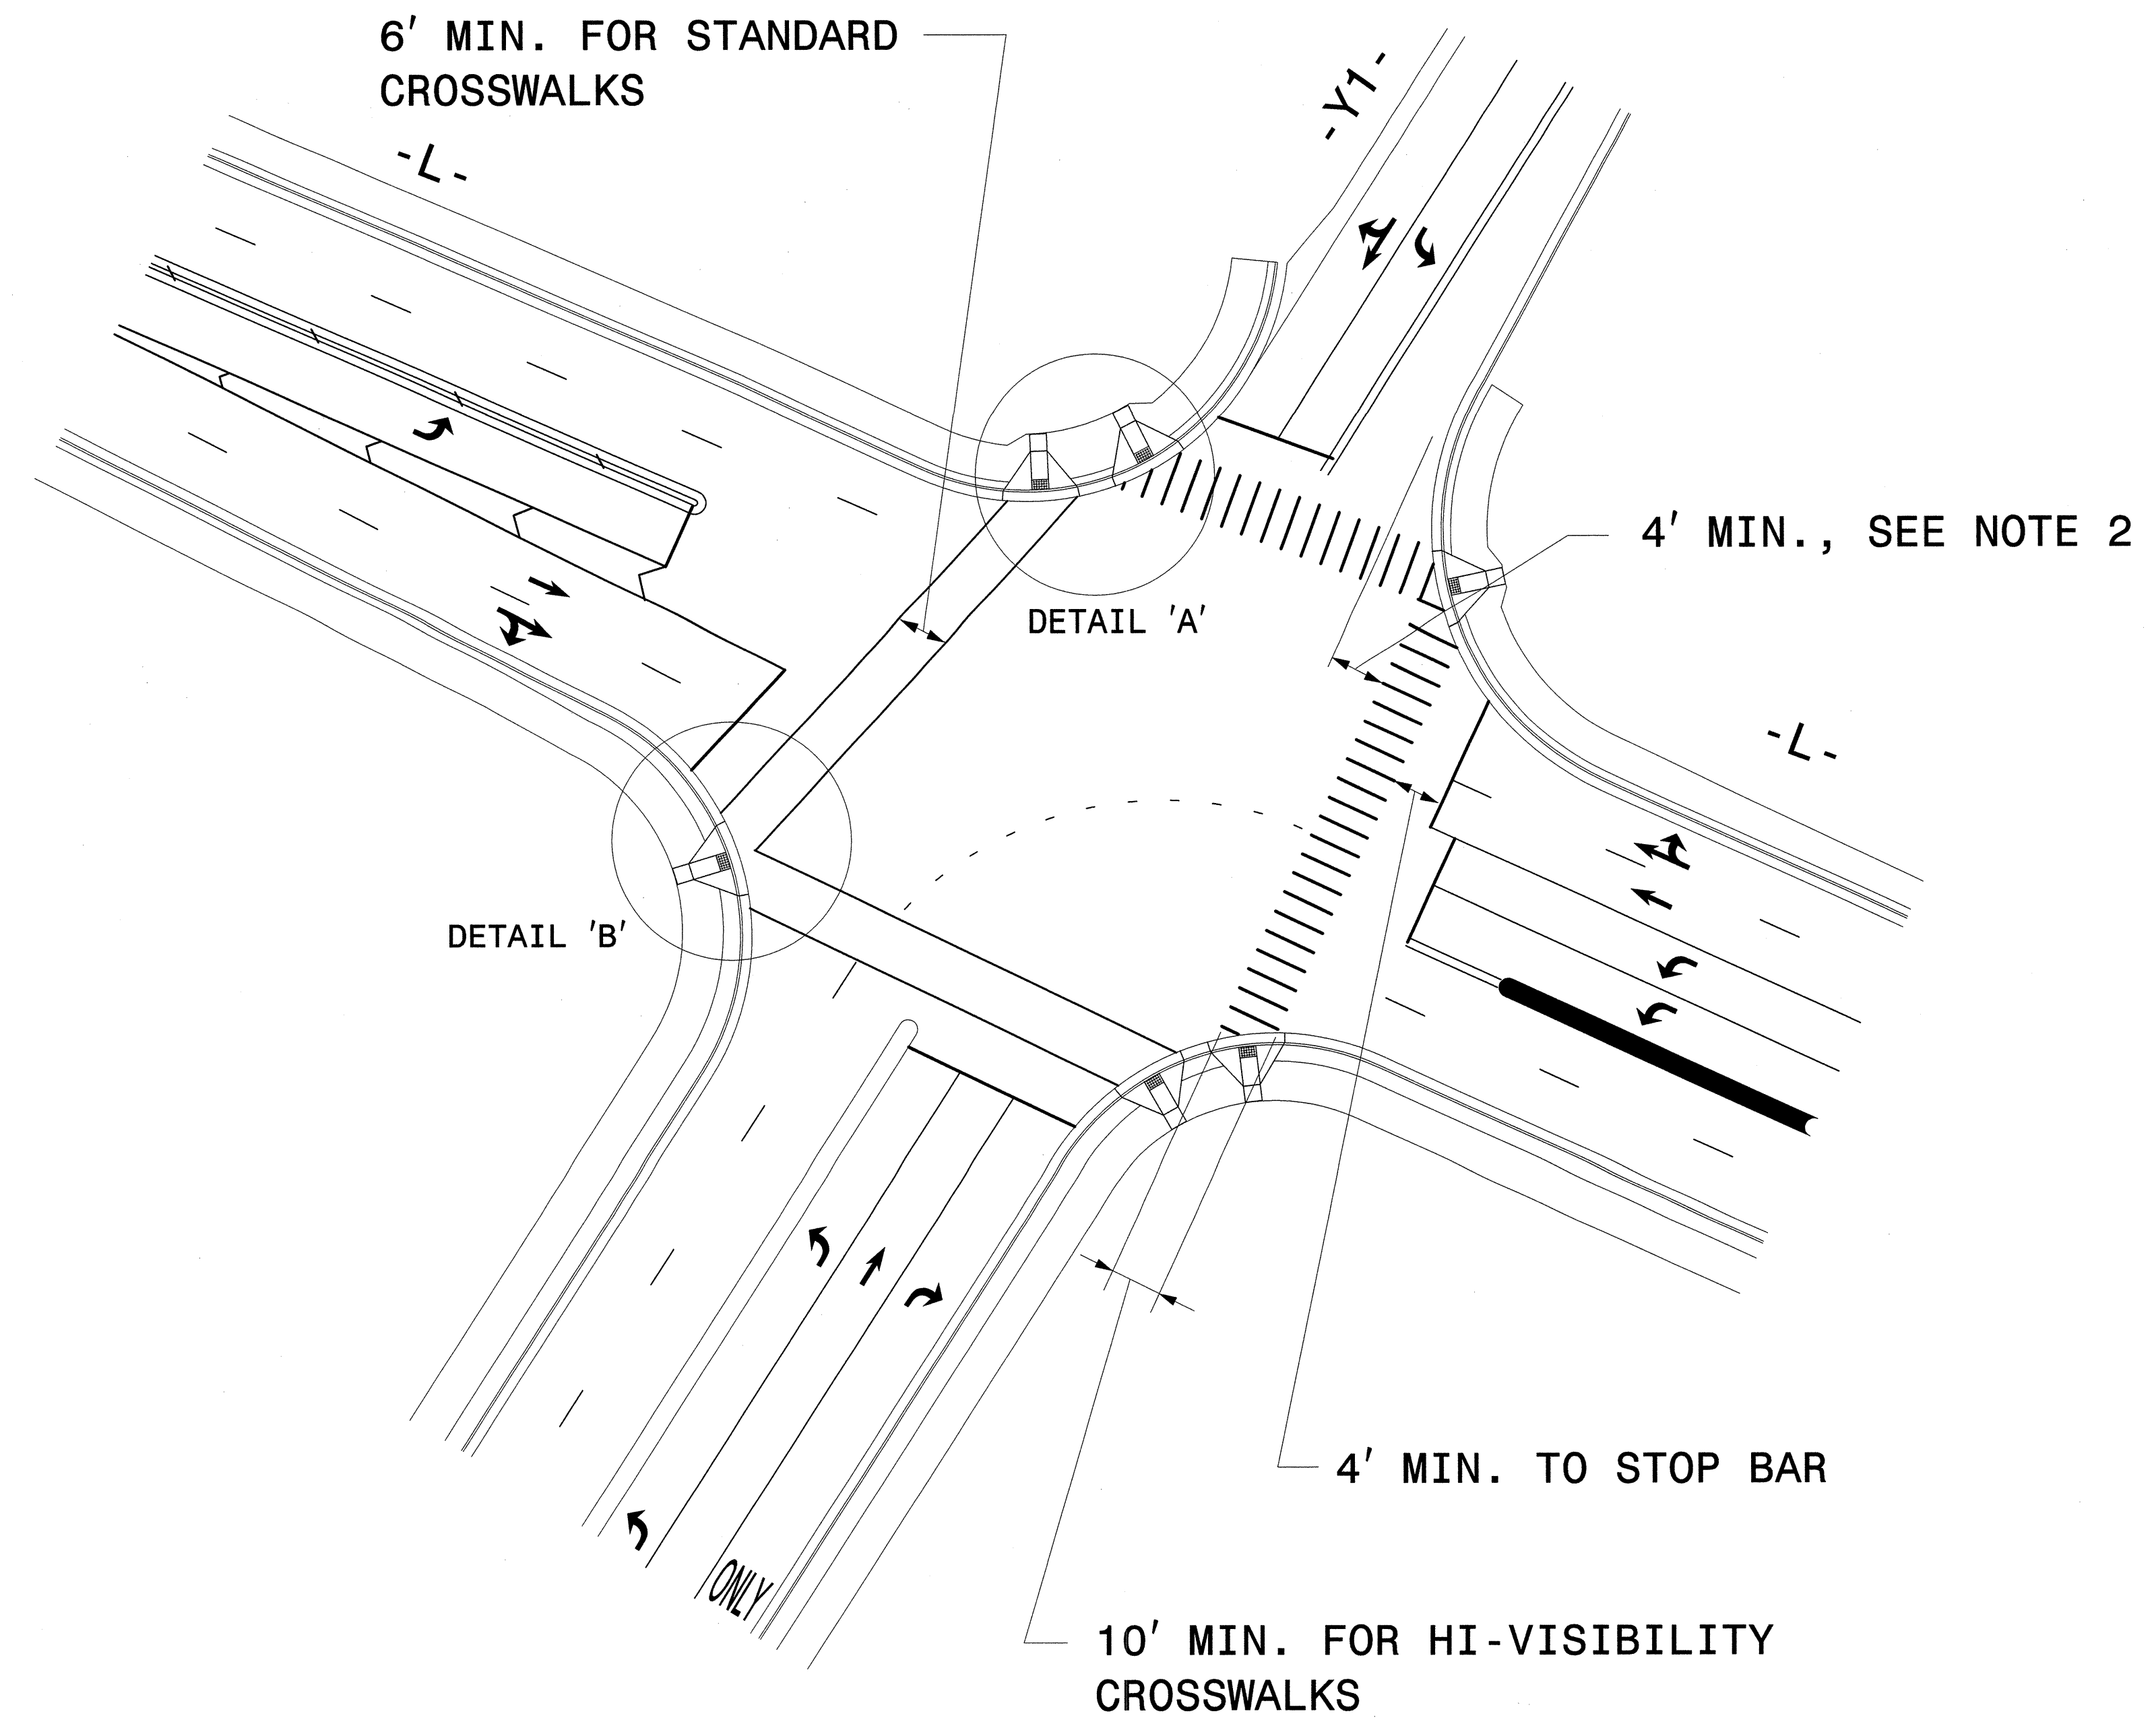 6' MIN. FOR STANDARD
CROSSWALKS
-L-
-Y1-
4' MIN., SEE NOTE 2
DETAIL 'A'
-L-
DETAIL 'B'
4' MIN. TO STOP BAR
ONLY
10' MIN. FOR HI-VISIBILITY
CROSSWALKS